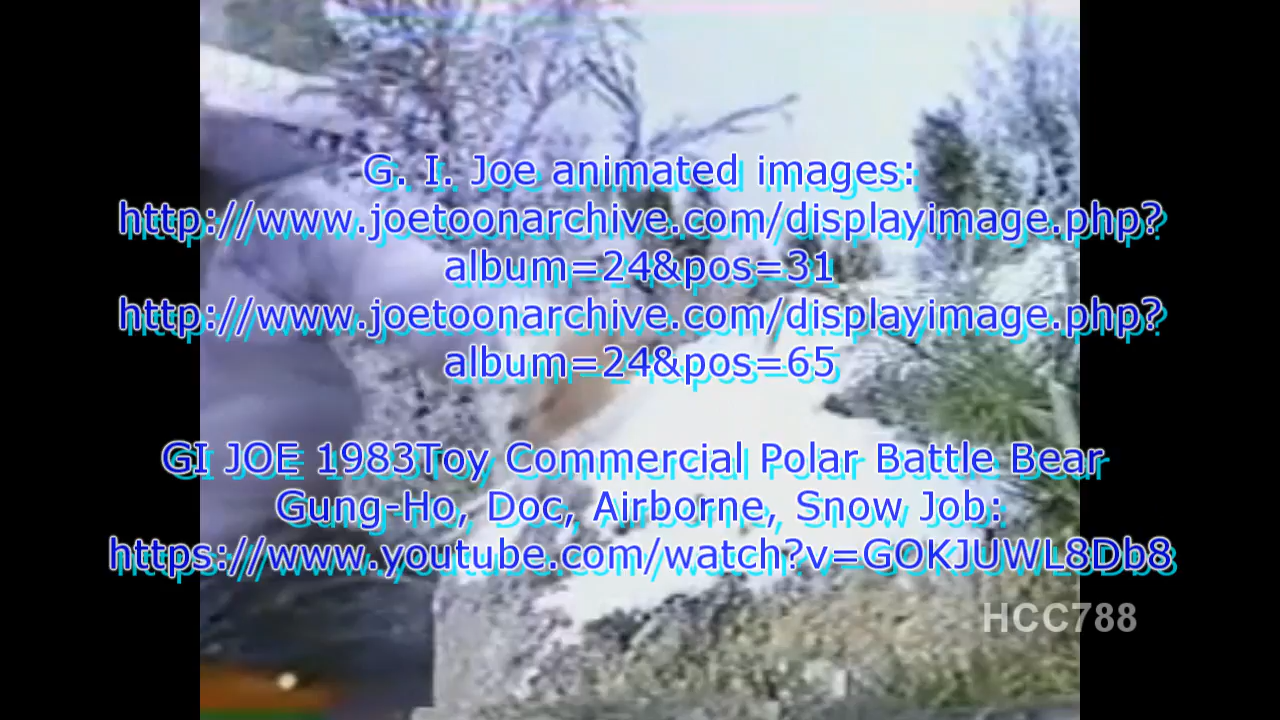 G. I. Joe animated images:
http://www.joetoonarchive.com/displayimage.php?
album=24&pos=31
http://www.joetoonarchive.com/displayimage.php?
album=24&pos=65
GI JOE 1983Toy Commercial Polar Battle Bear
Gung-Ho, Doc, Airborne, Snow Job:
https://www.youtube.com/watch?v=GOKJUWL8Db8
HCC788